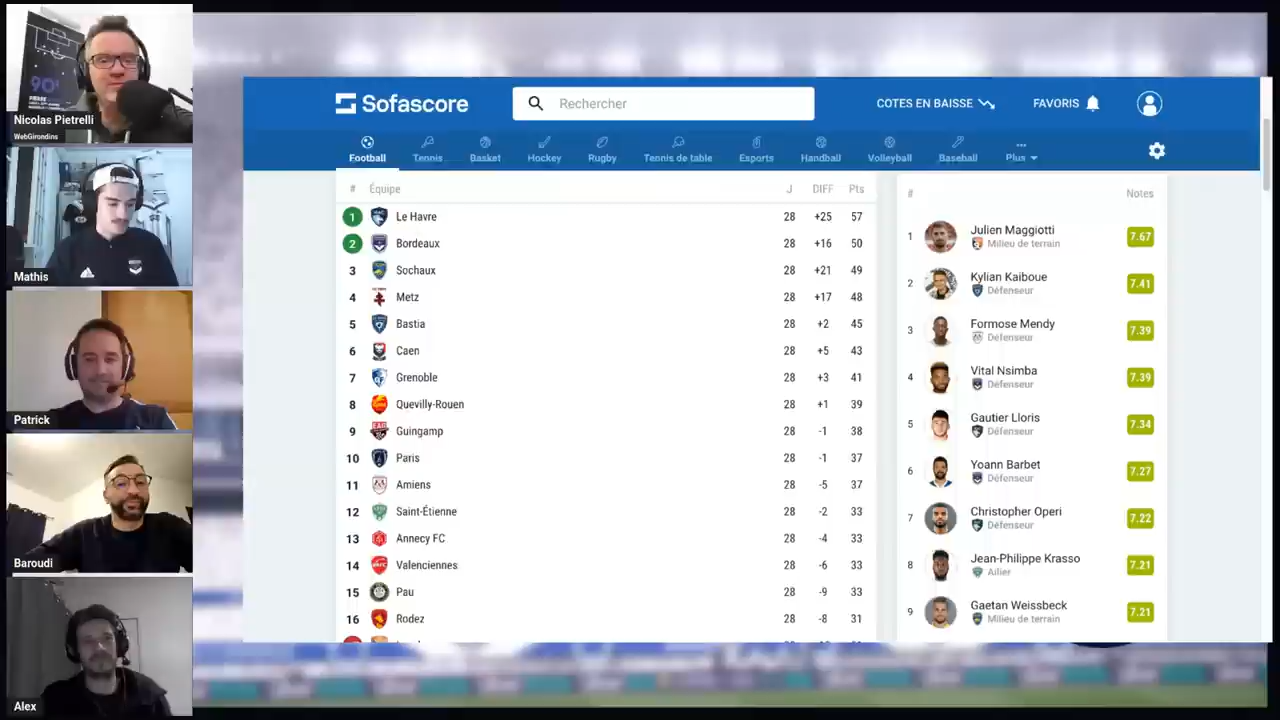 90'
Nicolas Pietrelli
WebGirondins
Mathis
Patrick
Baroudi
Alex
Sofascore
Rechercher
COTES EN BAISSE
FAVORIS
Football
Tennis
Basket
Hockey
Rugby
Tennis de table
Esports
Handball
Volleyball
Baseball
Plus
# Équipe J DIFF Pts
1 Le Havre 28 +25 57
2 Bordeaux 28 +16 50
3 Sochaux 28 +21 49
4 Metz 28 +17 48
5 Bastia 28 +2 45
6 Caen 28 +5 43
7 Grenoble 28 +3 41
8 Quevilly-Rouen 28 +1 39
9 Guingamp 28 -1 38
10 Paris 28 -1 37
11 Amiens 28 -5 37
12 Saint-Étienne 28 -2 33
13 Annecy FC 28 -4 33
14 Valenciennes 28 -6 33
15 Pau 28 -9 33
16 Rodez 28 -8 31
# Notes
1 Julien Maggiotti 7.67
Milieu de terrain
2 Kylian Kaiboue 7.41
Défenseur
3 Formose Mendy 7.39
Défenseur
4 Vital Nsimba 7.39
Défenseur
5 Gautier Lloris 7.34
Défenseur
6 Yoann Barbet 7.27
Défenseur
7 Christopher Operi 7.22
Défenseur
8 Jean-Philippe Krasso 7.21
Ailier
9 Gaetan Weissbeck 7.21
Milieu de terrain